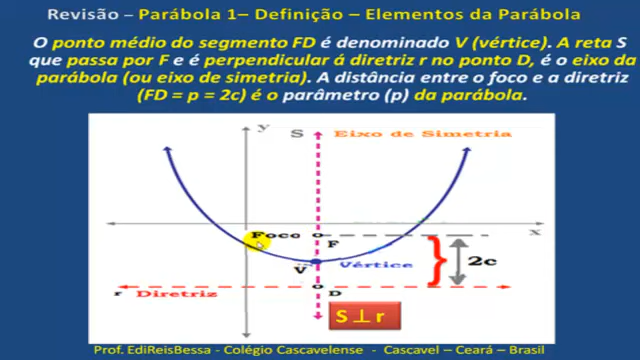 Revisão – Parábola 1– Definição – Elementos da Parábola
O ponto médio do segmento FD é denominado V (vértice). A reta S
que passa por F e é perpendicular á diretriz r no ponto D, é o eixo da
parábola (ou eixo de simetria). A distância entre o foco e a diretriz
(FD = p = 2c) é o parâmetro (p) da parábola.
y
S Eixo de Simetria
x
Foco
F
V Vértice
2c
r Diretriz D
S⊥r
Prof. EdiReisBessa - Colégio Cascavelense - Cascavel – Ceará – Brasil